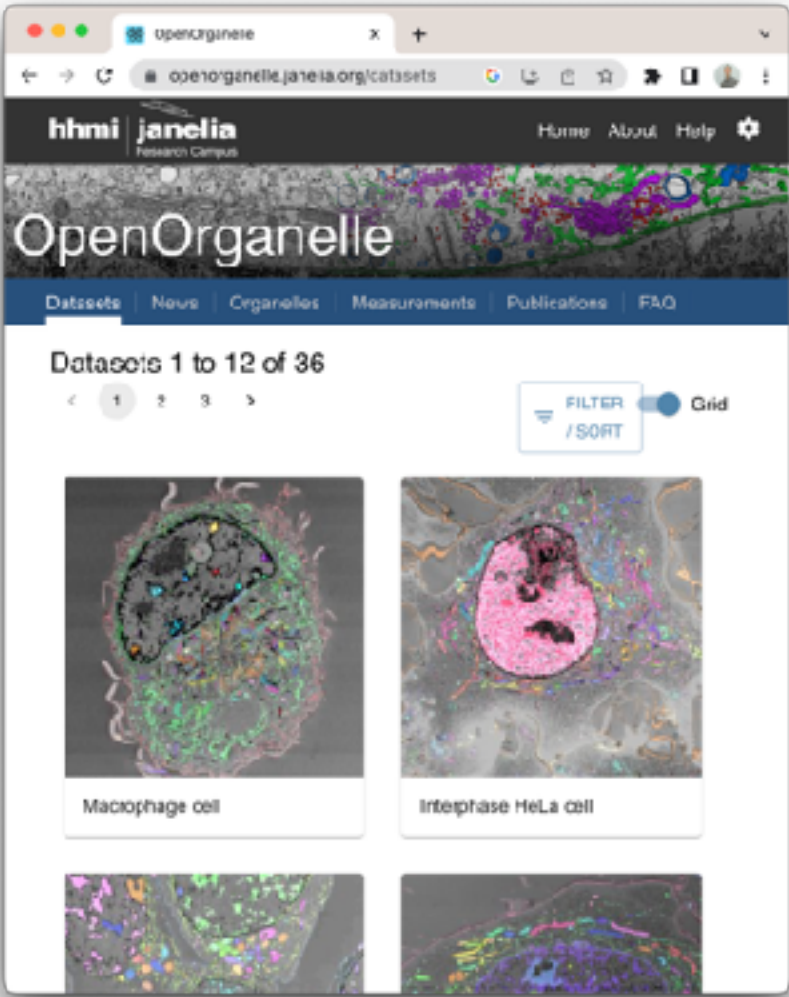 OpenOrganelle
openorganelle.janelia.org/catasets
hhmi janelia
Research Campus
Home About Help
OpenOrganelle
Datasets News Organelles Measurements Publications FAQ
Datasets 1 to 12 of 36
< 1 2 3 >
FILTER
/ SORT
Grid
Macrophage cell
Interphase HeLa cell